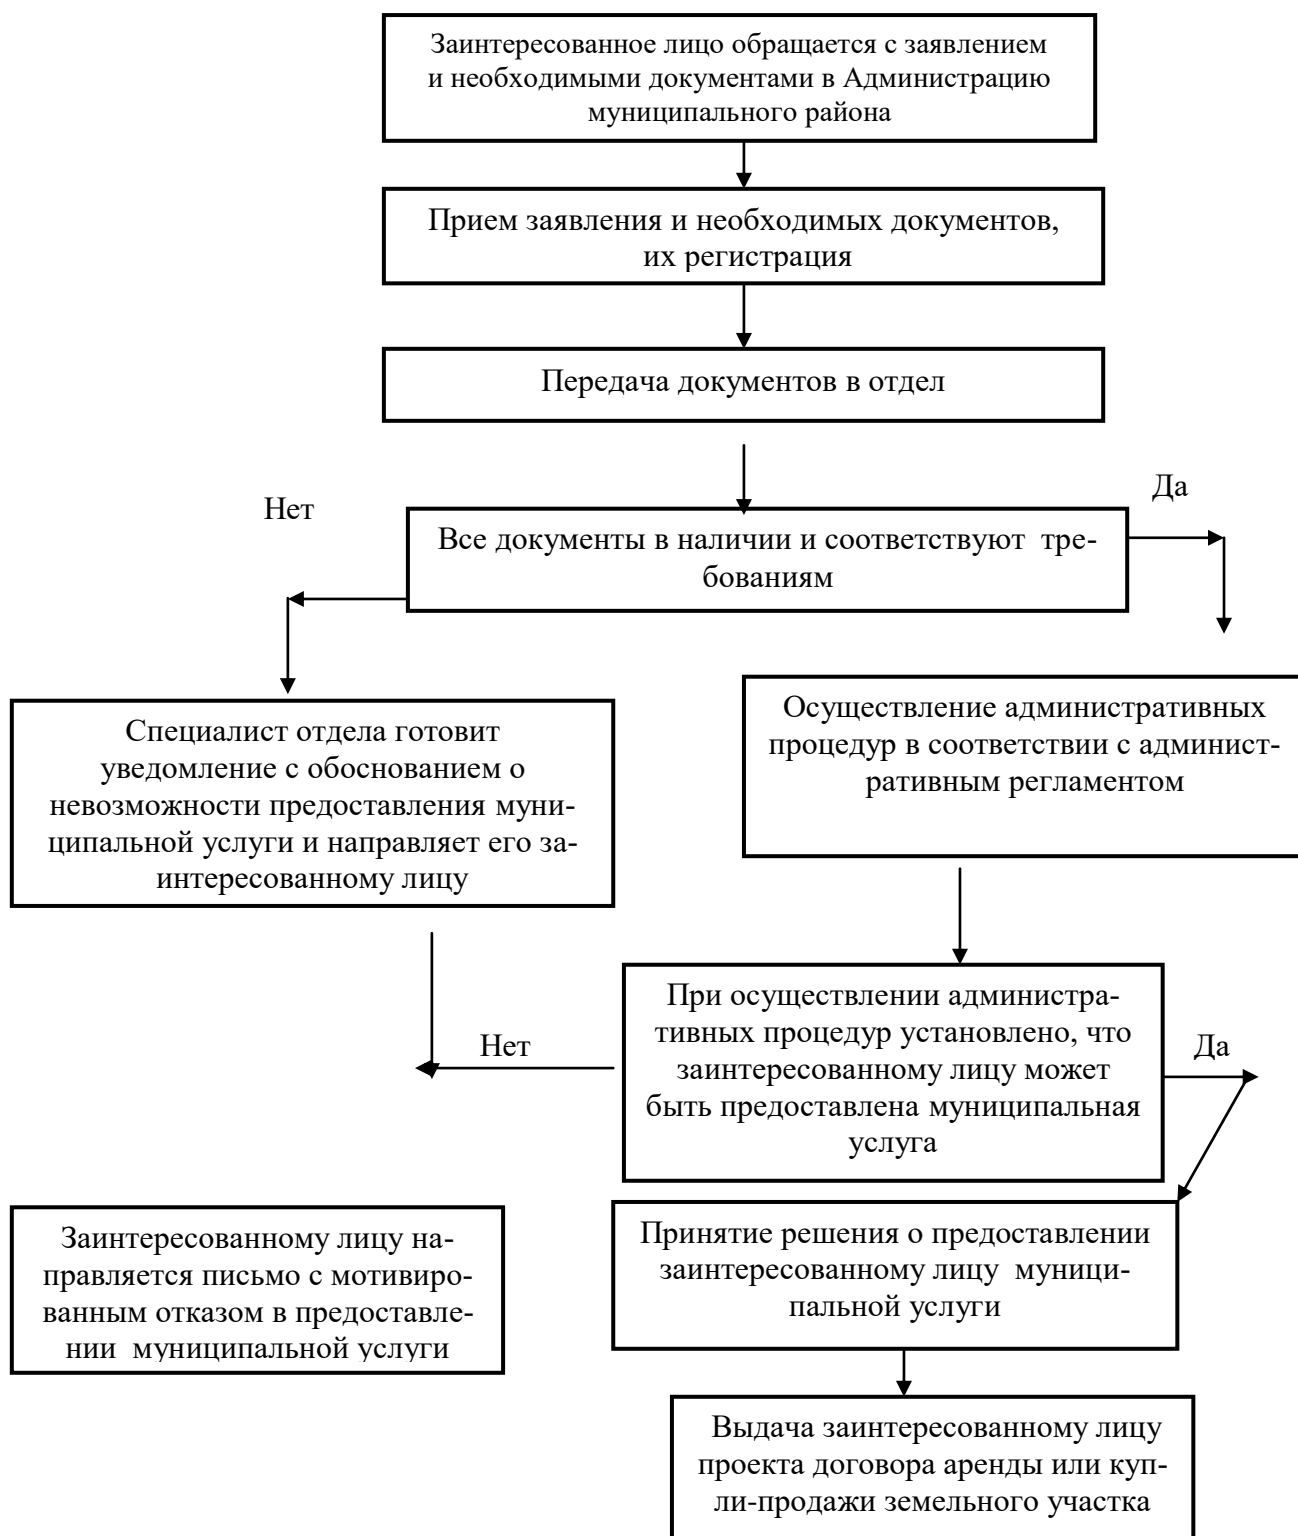 Заинтересованное лицо обращается с заявлением
и необходимыми документами в Администрацию
муниципального района
Прием заявления и необходимых документов,
их регистрация
Передача документов в отдел
Нет
Да
Все документы в наличии и соответствуют тре-
бованиям
Специалист отдела готовит
уведомление с обоснованием о
невозможности предоставления муни-
ципальной услуги и направляет его за-
интересованному лицу
Осуществление административных
процедур в соответствии с админист-
ративным регламентом
При осуществлении администра-
тивных процедур установлено, что
заинтересованному лицу может
быть предоставлена муниципальная
услуга
Нет
Да
Заинтересованному лицу на-
правляется письмо с мотивиро-
ванным отказом в предоставле-
нии муниципальной услуги
Принятие решения о предоставлении
заинтересованному лицу муници-
пальной услуги
Выдача заинтересованному лицу
проекта договора аренды или куп-
ли-продажи земельного участка